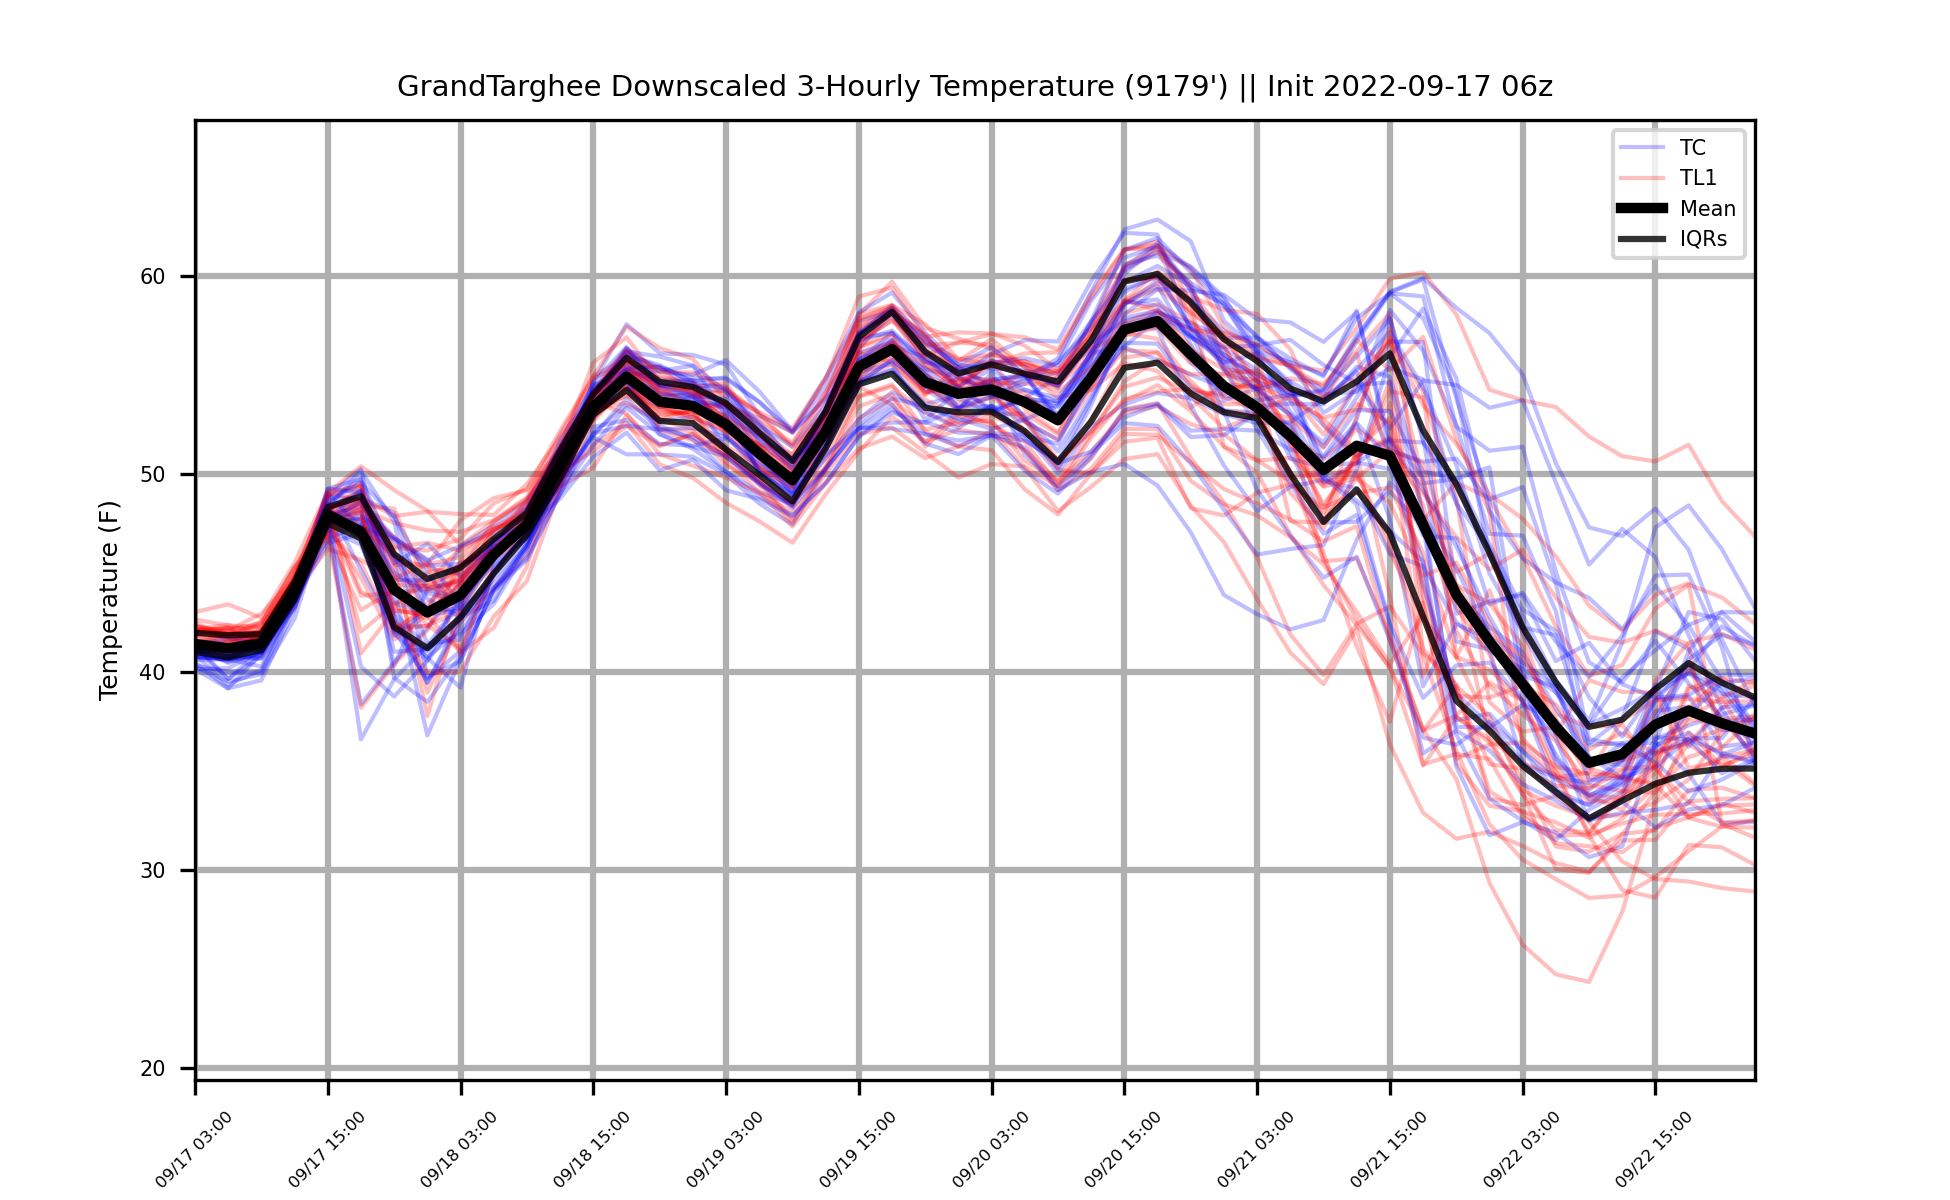 GrandTarghee Downscaled 3-Hourly Temperature (9179') || Init 2022-09-17 06z
TC
TL1
Mean
IQRs
Temperature (F)
60
50
40
30
20
09/17 03:00
09/17 15:00
09/18 03:00
09/18 15:00
09/19 03:00
09/19 15:00
09/20 03:00
09/20 15:00
09/21 03:00
09/21 15:00
09/22 03:00
09/22 15:00